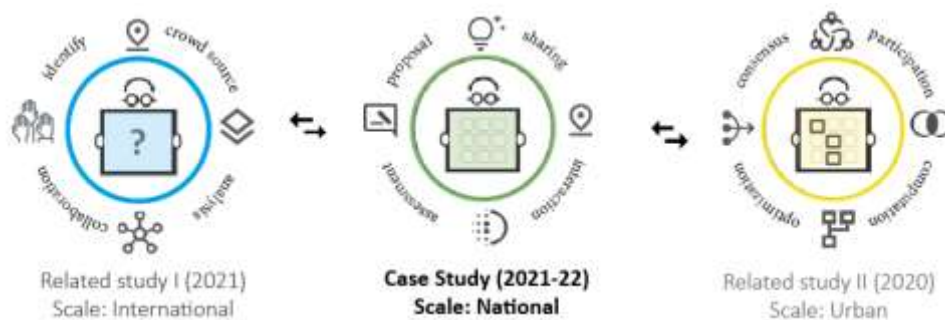 identify
crowd source
analysis
collaboration
?
Related study I (2021)
Scale: International
proposal
sharing
interaction
assessment
Case Study (2021-22)
Scale: National
consensus
participation
computation
optimization
Related study II (2020)
Scale: Urban